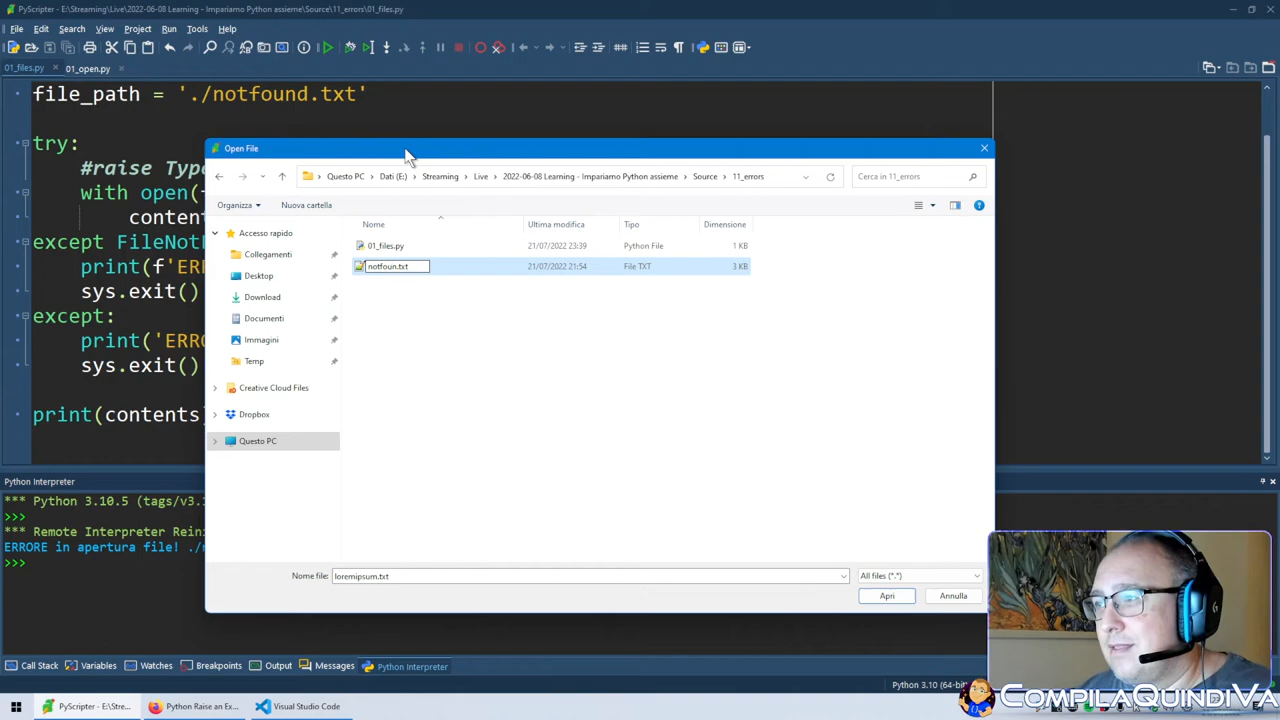 PyScripter - E:\Streaming\Live\2022-06-08 Learning - Impariamo Python assieme\Source\11_errors\01_files.py
File Edit Search View Project Run Tools Help
01_files.py 01_open.py
file_path = './notfound.txt'
try:
#raise Typ
with open(
conten
except FileNotF
print(f'ER
sys.exit()
except:
print('ERRO
sys.exit()
print(contents)
Open File
Questo PC Dati (E:) Streaming Live 2022-06-08 Learning - Impariamo Python assieme Source 11_errors
Cerca in 11_errors
Organizza Nuova cartella
Nome Ultima modifica Tipo Dimensione
Accesso rapido
Collegamenti
Desktop
Download
Documenti
Immagini
Temp
Creative Cloud Files
Dropbox
Questo PC
01_files.py 21/07/2022 23:39 Python File 1 KB
notfoun.txt 21/07/2022 21:54 File TXT 3 KB
Nome file: loremipsum.txt All files (*.*)
Apri Annulla
Python Interpreter
*** Python 3.10.5 (tags/v3.1
>>>
*** Remote Interpreter Rein
ERRORE in apertura file! ./n
>>>
Call Stack Variables Watches Breakpoints Output Messages Python Interpreter
Python 3.10 (64-bit)
PyScripter - E:\Stre... Python Raise an Ex... Visual Studio Code
COMPILAQUINDIVA